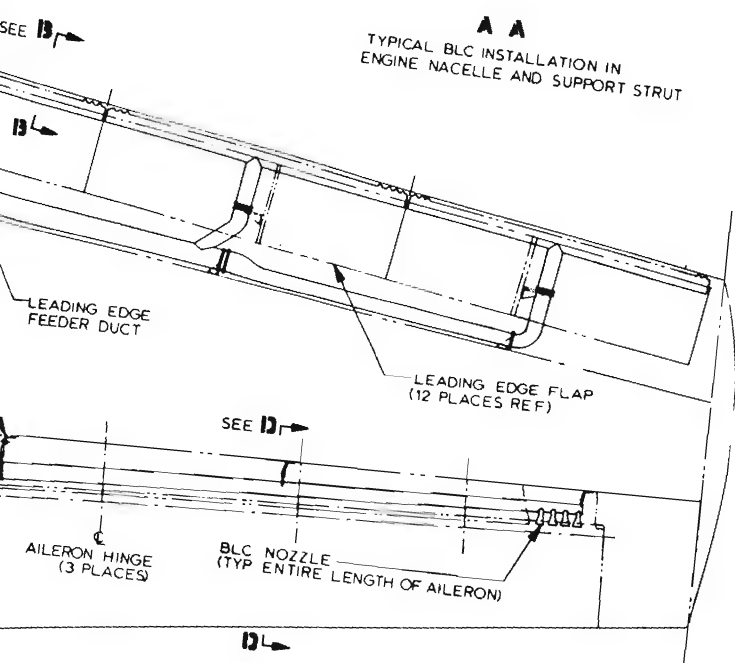 SEE B
A A
TYPICAL BLC INSTALLATION IN
ENGINE NACELLE AND SUPPORT STRUT
B
LEADING EDGE
FEEDER DUCT
LEADING EDGE FLAP
(12 PLACES REF)
SEE D
AILERON HINGE
(3 PLACES)
BLC NOZZLE
(TYP ENTIRE LENGTH OF AILERON)
D